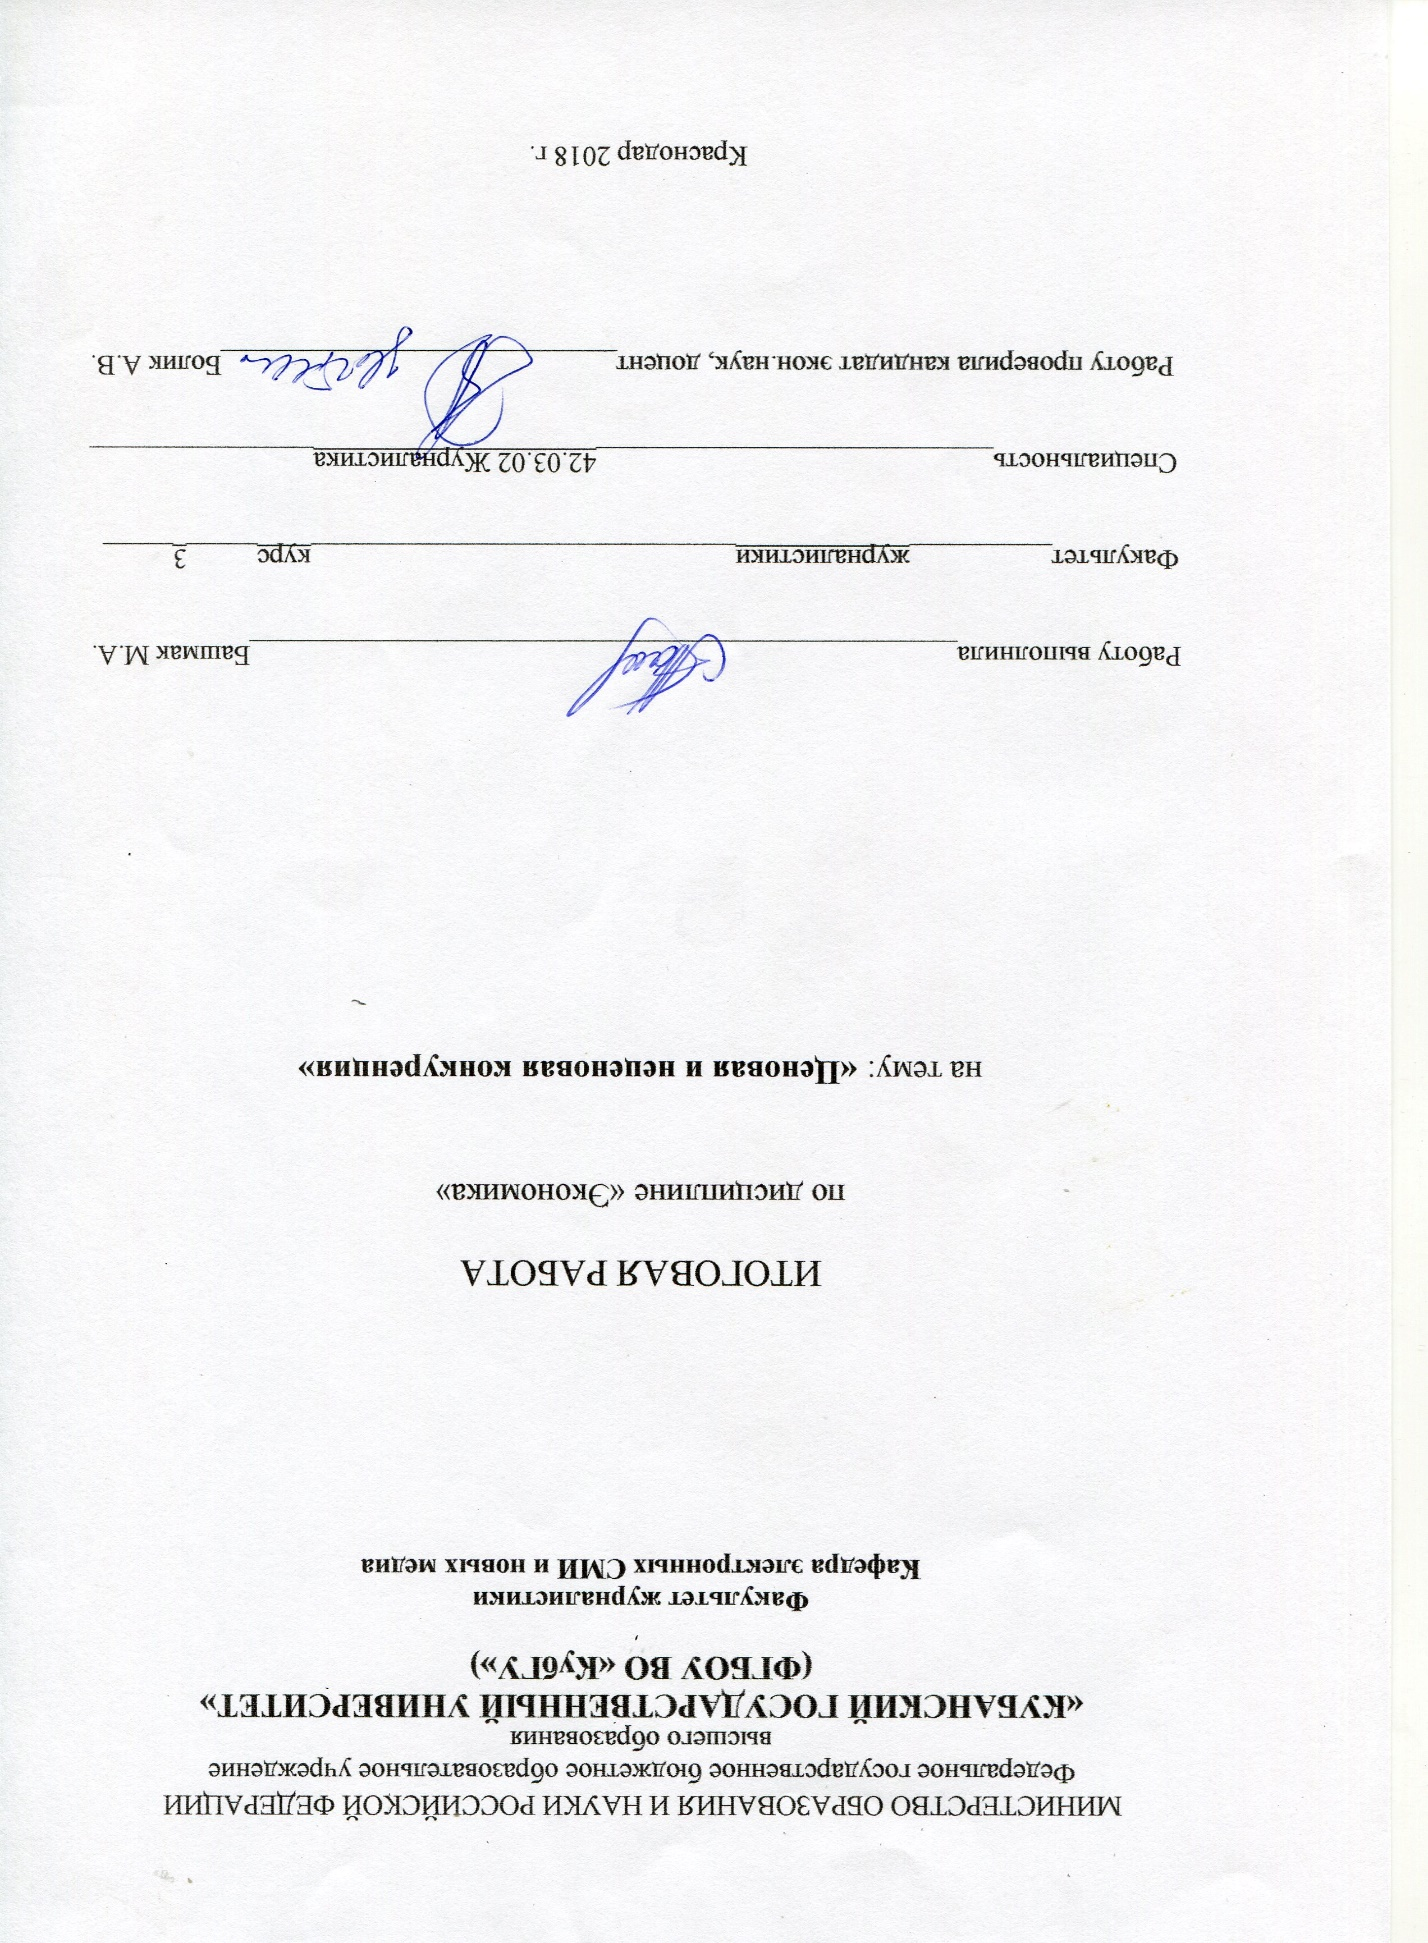 МИНИСТЕРСТВО ОБРАЗОВАНИЯ И НАУКИ РОССИЙСКОЙ ФЕДЕРАЦИИ
Федеральное государственное бюджетное образовательное учреждение
высшего образования
«КУБАНСКИЙ ГОСУДАРСТВЕННЫЙ УНИВЕРСИТЕТ»
(ФГБОУ ВО «КубГУ»)
Факультет журналистики
Кафедра электронных СМИ и новых медиа
ИТОГОВАЯ РАБОТА
по дисциплине «Экономика»
на тему: «Ценовая и неценовая конкуренция»
Работу выполнила Башмак М.А.
Факультет журналистики курс 3
Специальность 42.03.02 Журналистика
Работу проверила кандидат экон.наук, доцент Болик А.В.
Краснодар 2018 г.